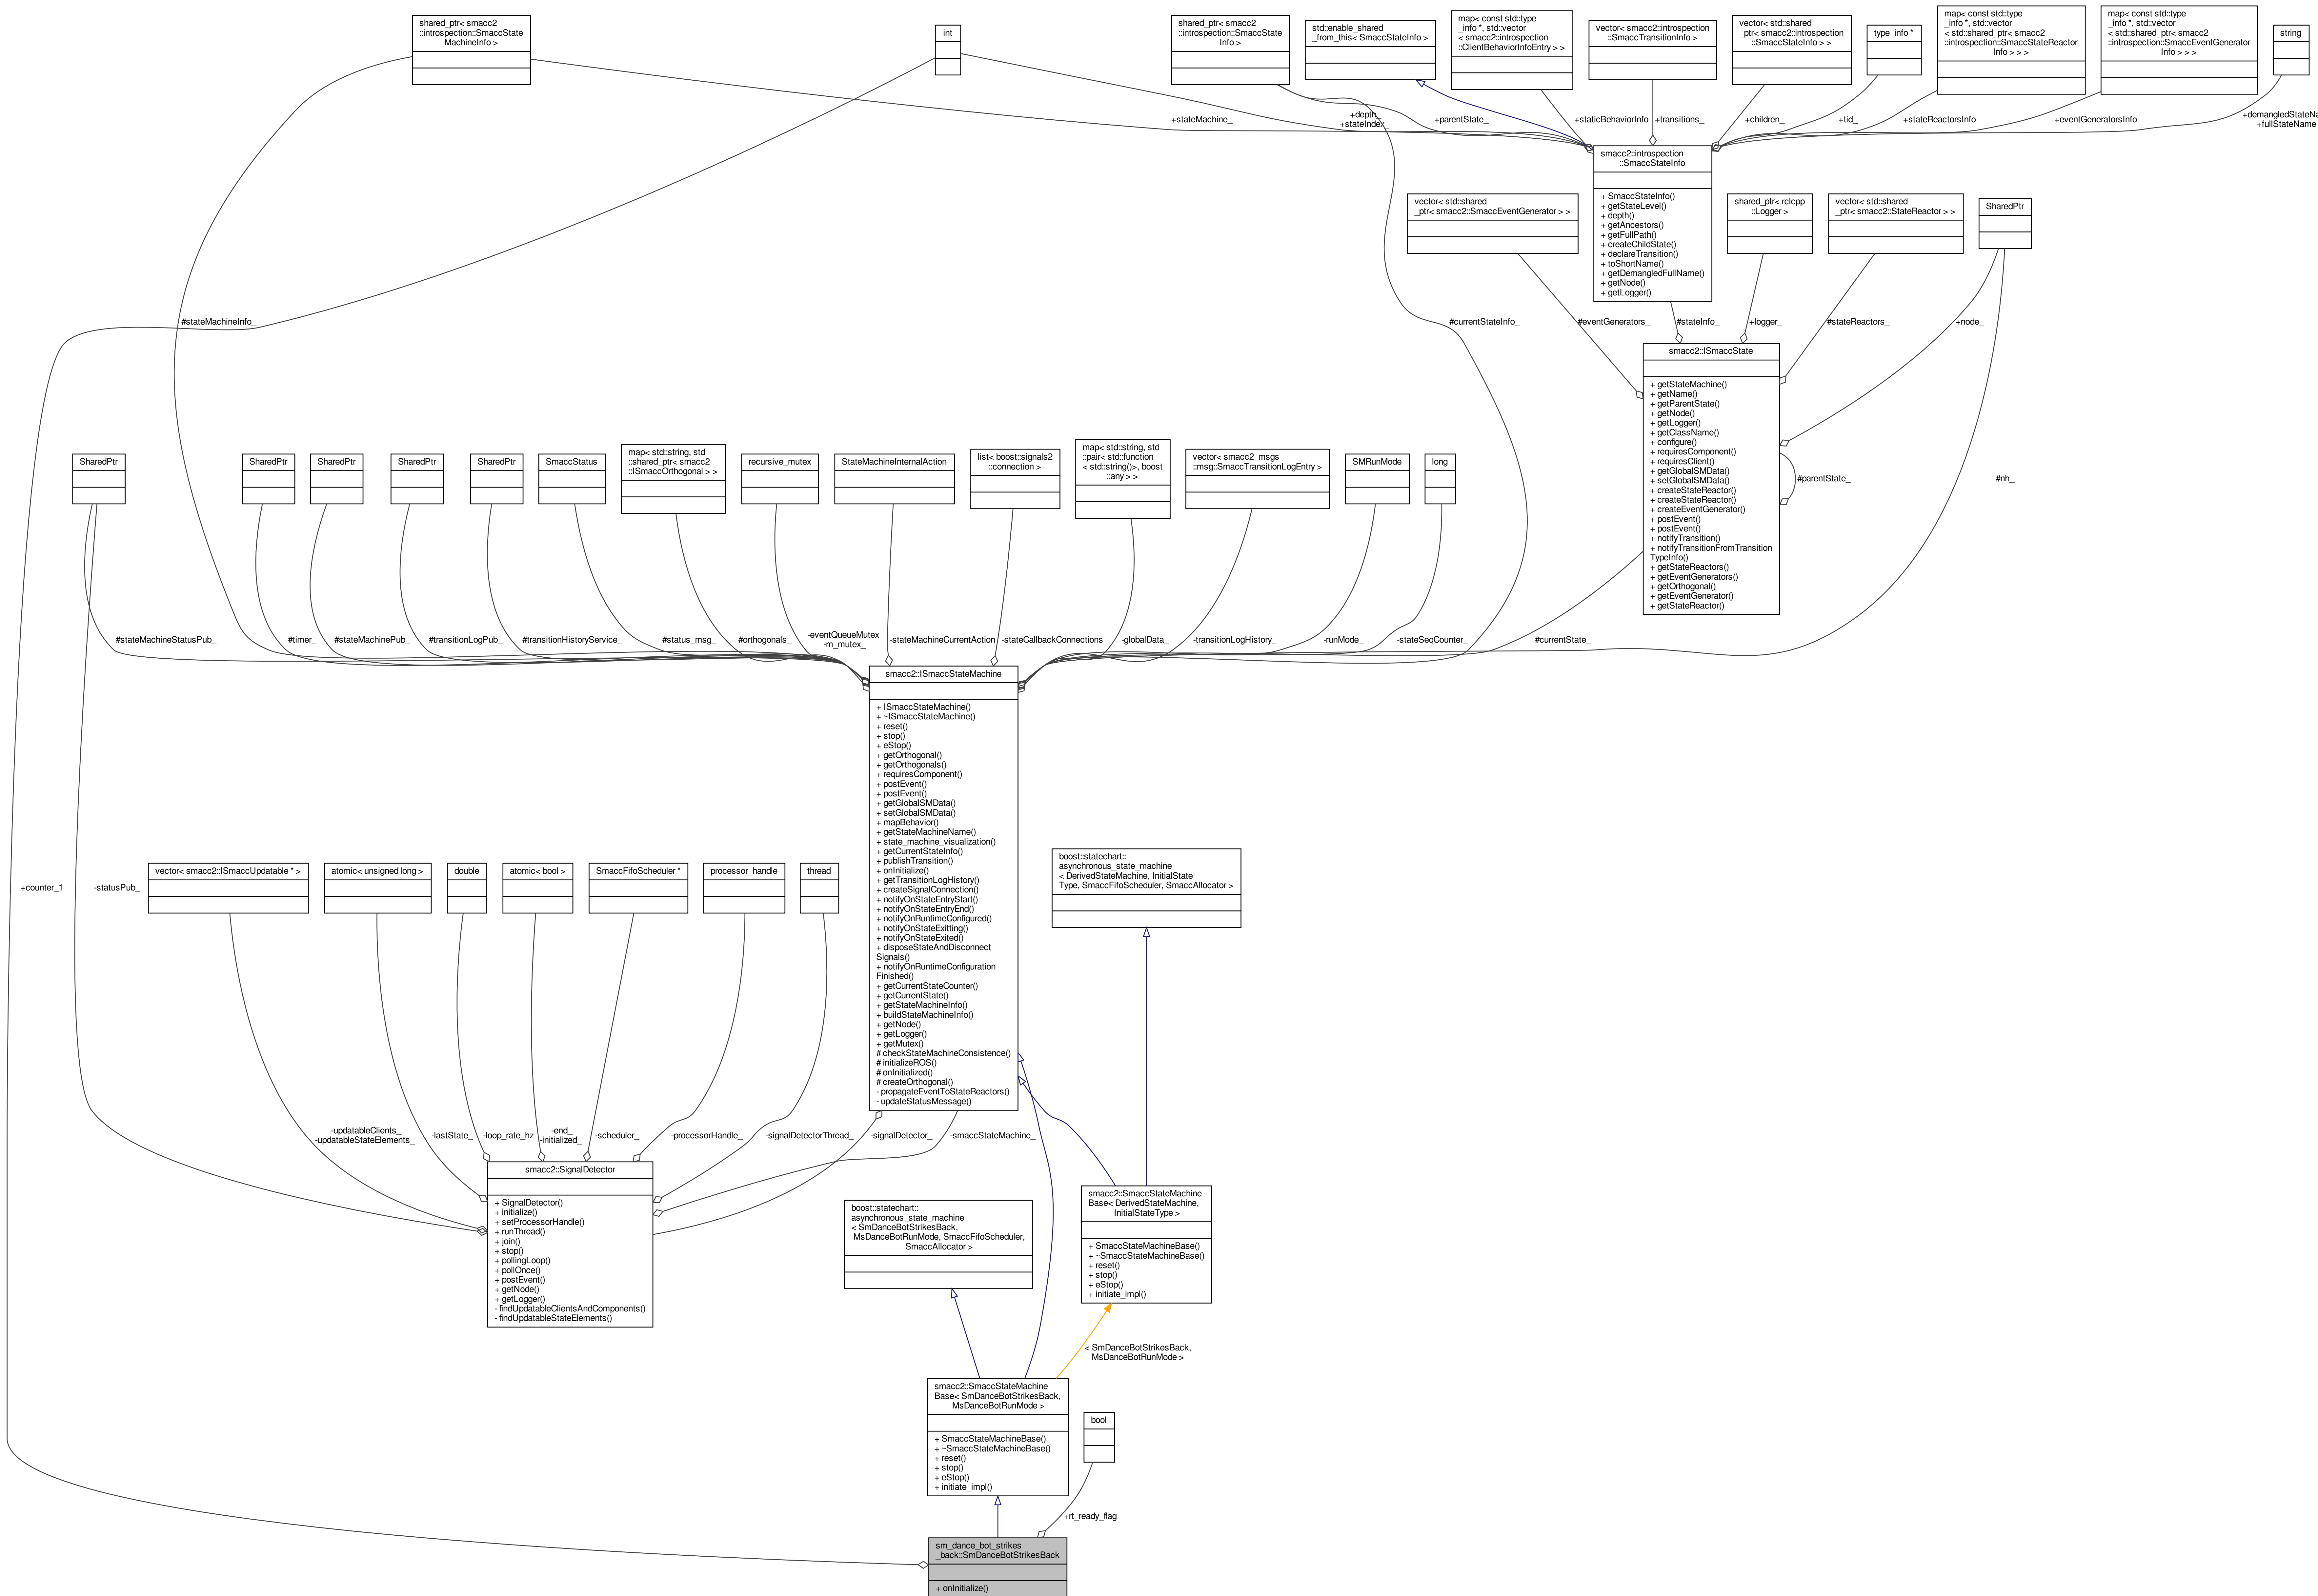 shared_ptr< smacc2
::introspection::SmaccState
MachineInfo >
int
shared_ptr< smacc2
::introspection::SmaccState
Info >
std::enable_shared
_from_this< SmaccStateInfo >
map< const std::type
_info *, std::vector
< smacc2::introspection
::ClientBehaviorInfoEntry > >
vector< smacc2::introspection
::SmaccTransitionInfo >
vector< std::shared
_ptr< smacc2::introspection
::SmaccStateInfo > >
type_info *
map< const std::type
_info *, std::vector
< std::shared_ptr< smacc2
::introspection::SmaccStateReactor
Info > > >
map< const std::type
_info *, std::vector
< std::shared_ptr< smacc2
::introspection::SmaccEventGenerator
Info > > >
string
+stateMachine_
+depth_
+stateIndex_
+parentState_
+staticBehaviorInfo
+transitions_
+children_
+tid_
+stateReactorsInfo
+eventGeneratorsInfo
+demangledStateNa
+fullStateName
smacc2::introspection
::SmaccStateInfo
+ SmaccStateInfo()
+ getStateLevel()
+ depth()
+ getAncestors()
+ getFullPath()
+ createChildState()
+ declareTransition()
+ toShortName()
+ getDemangledFullName()
+ getNode()
+ getLogger()
vector< std::shared
_ptr< smacc2::SmaccEventGenerator > >
shared_ptr< rclcpp
::Logger >
vector< std::shared
_ptr< smacc2::StateReactor > >
SharedPtr
#stateMachineInfo_
#currentStateInfo_
#eventGenerators_
#stateInfo_
+logger_
#stateReactors_
+node_
smacc2::ISmaccState
+ getStateMachine()
+ getName()
+ getParentState()
+ getNode()
+ getLogger()
+ getClassName()
+ configure()
+ requiresComponent()
+ requiresClient()
+ getGlobalSMData()
+ setGlobalSMData()
+ createStateReactor()
+ createStateReactor()
+ createEventGenerator()
+ postEvent()
+ postEvent()
+ notifyTransition()
+ notifyTransitionFromTransition
TypeInfo()
+ getStateReactors()
+ getEventGenerators()
+ getOrthogonal()
+ getEventGenerator()
+ getStateReactor()
#parentState_
#nh_
SharedPtr
SharedPtr
SharedPtr
SharedPtr
SharedPtr
SmaccStatus
map< std::string, std
::shared_ptr< smacc2
::ISmaccOrthogonal > >
recursive_mutex
StateMachineInternalAction
list< boost::signals2
::connection >
map< std::string, std
::pair< std::function
< std::string()>, boost
::any > >
vector< smacc2_msgs
::msg::SmaccTransitionLogEntry >
SMRunMode
long
#stateMachineStatusPub_
#timer_
#stateMachinePub_
#transitionLogPub_
#transitionHistoryService_
#status_msg_
#orthogonals_
-eventQueueMutex_
-m_mutex_
-stateMachineCurrentAction
-stateCallbackConnections
-globalData_
-transitionLogHistory_
-runMode_
-stateSeqCounter_
#currentState_
smacc2::ISmaccStateMachine
+ ISmaccStateMachine()
+ ~ISmaccStateMachine()
+ reset()
+ stop()
+ eStop()
+ getOrthogonal()
+ getOrthogonals()
+ requiresComponent()
+ postEvent()
+ postEvent()
+ getGlobalSMData()
+ setGlobalSMData()
+ mapBehavior()
+ getStateMachineName()
+ state_machine_visualization()
+ getCurrentStateInfo()
+ publishTransition()
+ onInitialize()
+ getTransitionLogHistory()
+ createSignalConnection()
+ notifyOnStateEntryStart()
+ notifyOnStateEntryEnd()
+ notifyOnRuntimeConfigured()
+ notifyOnStateExitting()
+ notifyOnStateExited()
+ disposeStateAndDisconnect
Signals()
+ notifyOnRuntimeConfiguration
Finished()
+ getCurrentStateCounter()
+ getCurrentState()
+ getStateMachineInfo()
+ buildStateMachineInfo()
+ getNode()
+ getLogger()
+ getMutex()
# checkStateMachineConsistence()
# initializeROS()
# onInitialized()
# createOrthogonal()
- propagateEventToStateReactors()
- updateStatusMessage()
+counter_1
-statusPub_
vector< smacc2::ISmaccUpdatable * >
atomic< unsigned long >
double
atomic< bool >
SmaccFifoScheduler *
processor_handle
thread
boost::statechart::
asynchronous_state_machine
< DerivedStateMachine, InitialState
Type, SmaccFifoScheduler, SmaccAllocator >
-updatableClients_
-updatableStateElements_
-lastState_
-loop_rate_hz
-end_
-initialized_
-scheduler_
-processorHandle_
-signalDetectorThread_
-signalDetector_
-smaccStateMachine_
smacc2::SignalDetector
+ SignalDetector()
+ initialize()
+ setProcessorHandle()
+ runThread()
+ join()
+ stop()
+ pollingLoop()
+ pollOnce()
+ postEvent()
+ getNode()
+ getLogger()
- findUpdatableClientsAndComponents()
- findUpdatableStateElements()
boost::statechart::
asynchronous_state_machine
< SmDanceBotStrikesBack,
MsDanceBotRunMode, SmaccFifoScheduler,
SmaccAllocator >
smacc2::SmaccStateMachine
Base< DerivedStateMachine,
InitialStateType >
+ SmaccStateMachineBase()
+ ~SmaccStateMachineBase()
+ reset()
+ stop()
+ eStop()
+ initiate_impl()
< SmDanceBotStrikesBack,
MsDanceBotRunMode >
smacc2::SmaccStateMachine
Base< SmDanceBotStrikesBack,
MsDanceBotRunMode >
+ SmaccStateMachineBase()
+ ~SmaccStateMachineBase()
+ reset()
+ stop()
+ eStop()
+ initiate_impl()
bool
+rt_ready_flag
sm_dance_bot_strikes
_back::SmDanceBotStrikesBack
+ onInitialize()